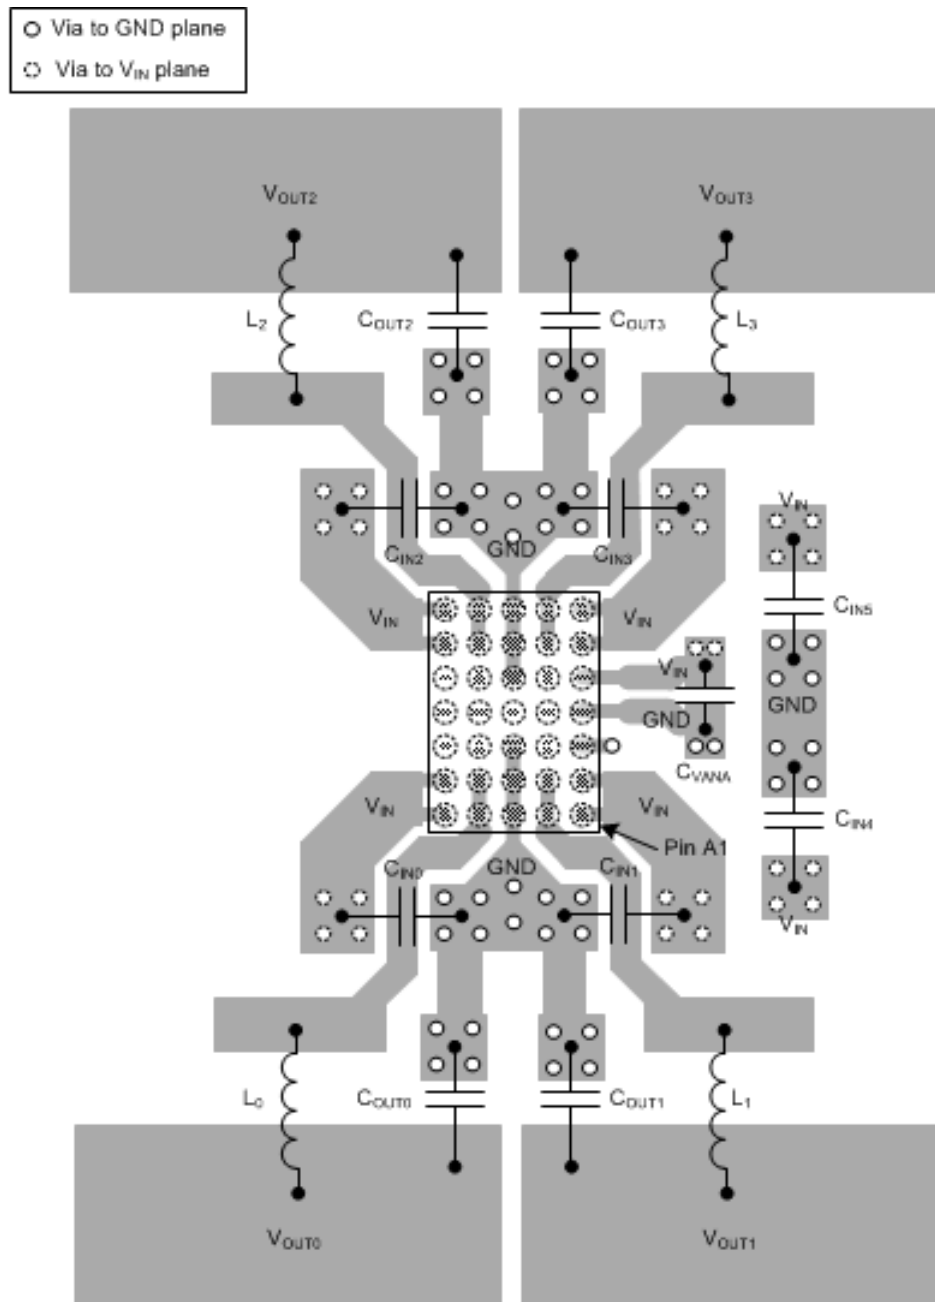 Via to GND plane
Via to VIN plane
VOUT2 VOUT3
L2 COUT2 COUT3 L3
VIN
CIN2 GND CIN3
CIN5
VIN VIN
VIN
GND
GND
CVANA
VIN VIN
CIN4
Pin A1
CIN0 GND CIN1
VIN
L0 COUT0 COUT1 L1
VOUT0 VOUT1